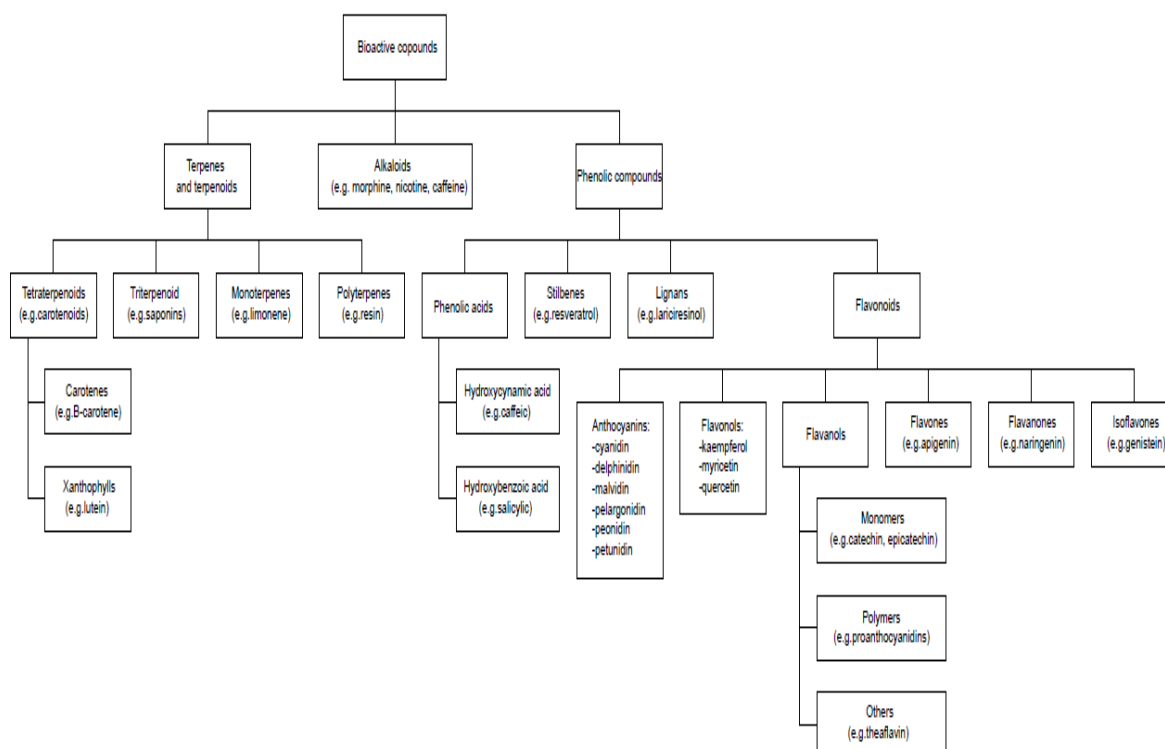 Bioactive copounds
Terpenes
and terpenoids
Alkaloids
(e.g. morphine, nicotine, caffeine)
Phenolic compounds
Tetraterpenoids
(e.g.carotenoids)
Triterpenoid
(e.g.saponins)
Monoterpenes
(e.g.limonene)
Polyterpenes
(e.g.resin)
Phenolic acids
Stilbenes
(e.g.resveratrol)
Lignans
(e.g.lariciresinol)
Flavonoids
Carotenes
(e.g.B-carotene)
Xanthophylls
(e.g.lutein)
Hydroxycynamic acid
(e.g.caffeic)
Hydroxybenzoic acid
(e.g.salicylic)
Anthocyanins:
-cyanidin
-delphinidin
-malvidin
-pelargonidin
-peonidin
-petunidin
Flavonols:
-kaempferol
-myricetin
-quercetin
Flavanols
Flavones
(e.g.apigenin)
Flavanones
(e.g.naringenin)
Isoflavones
(e.g.genistein)
Monomers
(e.g.catechin, epicatechin)
Polymers
(e.g.proanthocyanidins)
Others
(e.g.theaflavin)